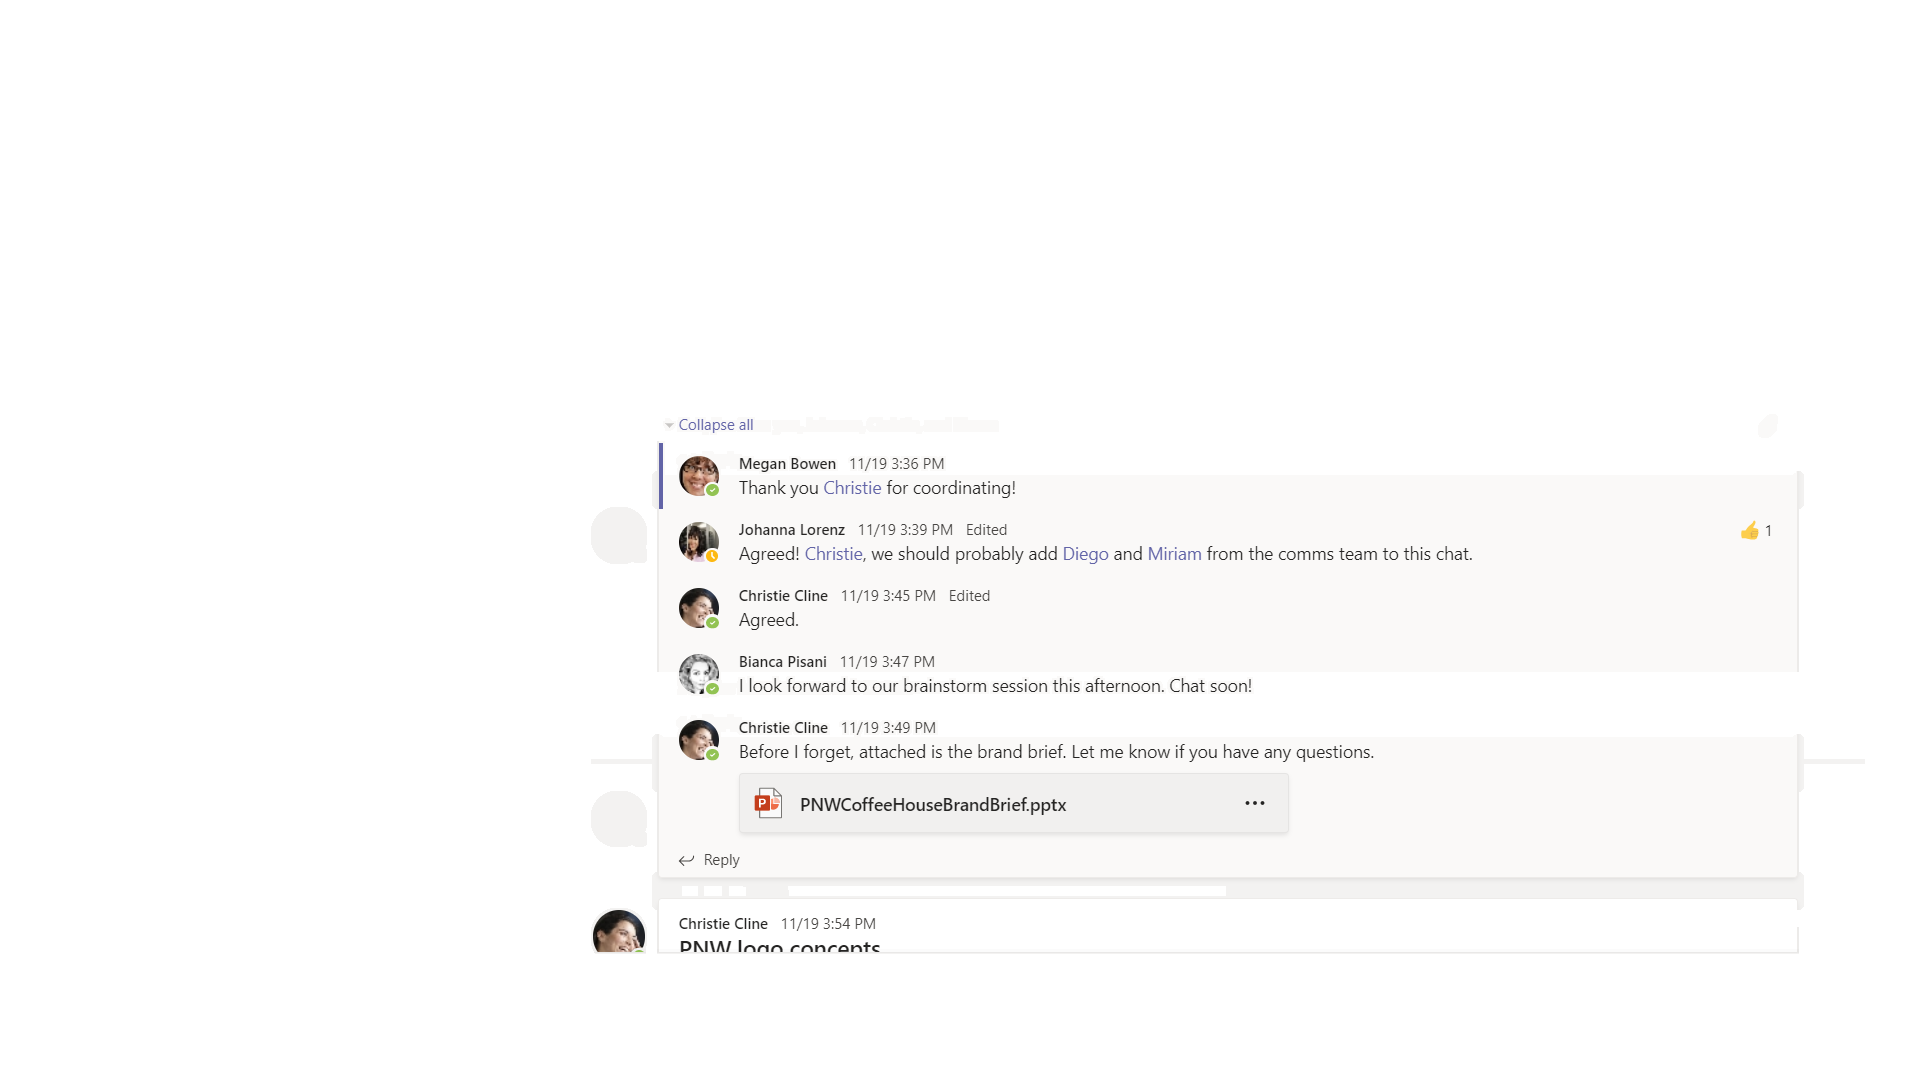 Collapse all
Megan Bowen 11/19 3:36 PM
Thank you Christie for coordinating!
Johanna Lorenz 11/19 3:39 PM Edited
1
Agreed! Christie, we should probably add Diego and Miriam from the comms team to this chat.
Christie Cline 11/19 3:45 PM Edited
Agreed.
Bianca Pisani 11/19 3:47 PM
I look forward to our brainstorm session this afternoon. Chat soon!
Christie Cline 11/19 3:49 PM
Before I forget, attached is the brand brief. Let me know if you have any questions.
PNWCoffeeHouseBrandBrief.pptx
Reply
Christie Cline 11/19 3:54 PM
PNW logo concepts